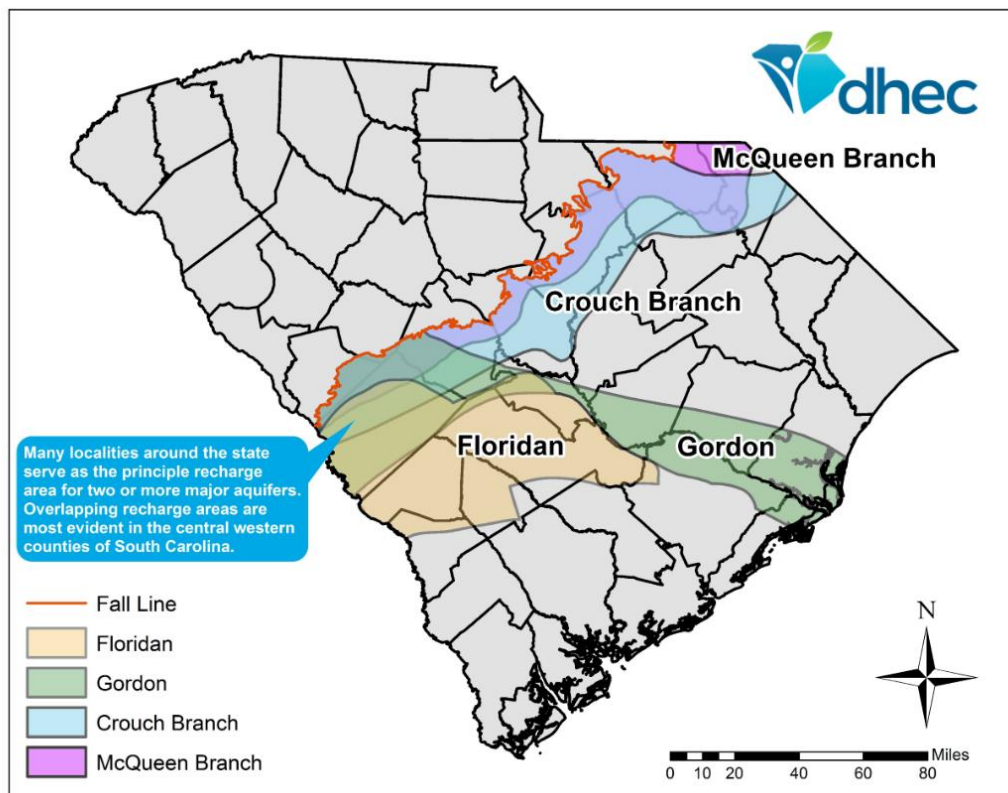 dhec
McQueen Branch
Crouch Branch
Floridan
Gordon
Many localities around the state
serve as the principle recharge
area for two or more major aquifers.
Overlapping recharge areas are
most evident in the central western
counties of South Carolina.
Fall Line
Floridan
Gordon
Crouch Branch
McQueen Branch
N
Miles
0 10 20 40 60 80